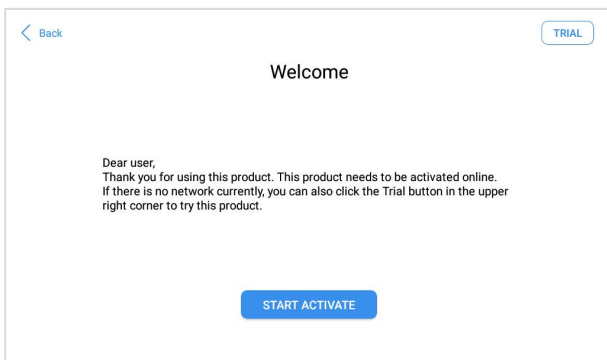 Back
TRIAL
Welcome
Dear user,
Thank you for using this product. This product needs to be activated online.
If there is no network currently, you can also click the Trial button in the upper
right corner to try this product.
START ACTIVATE